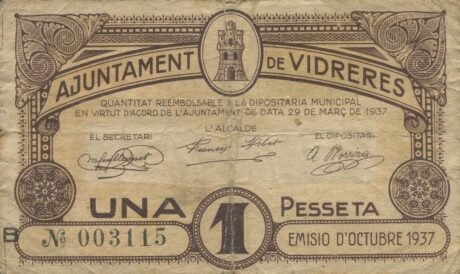 AJUNTAMENT DE VIDRERES
QUANTITAT REEMBOLSABLE A LA DIPOSITARIA MUNICIPAL
EN VIRTUT D'ACORD DE L'AJUNTAMENT DE DATA 29 DE MARÇ DE 1937
L'ALCALDE
EL SECRETARI
EL DIPOSITARI
UNA 1 PESSETA
B № 003115
EMISIO D'OCTUBRE 1937